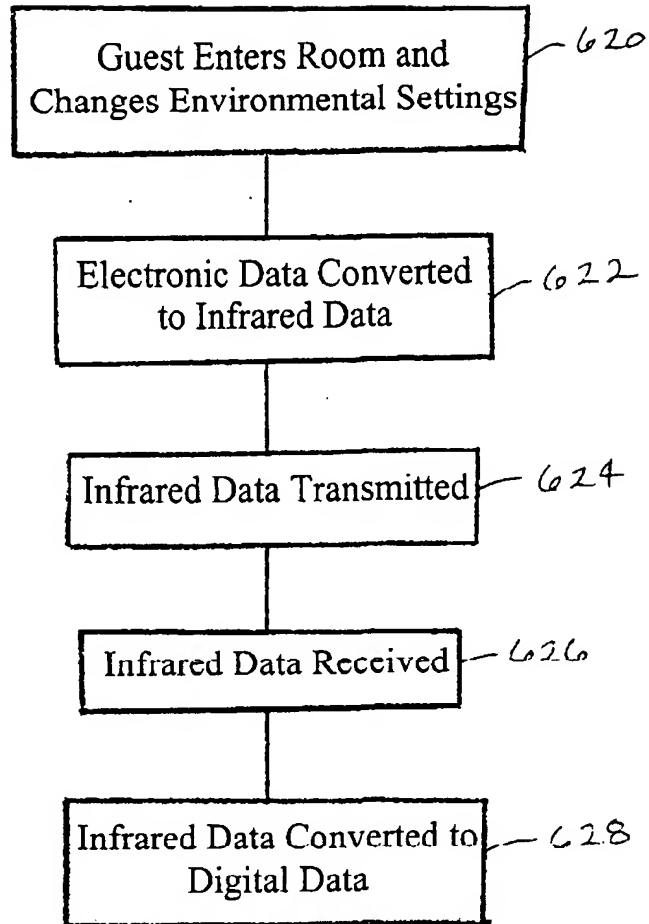 Guest Enters Room and
Changes Environmental Settings
620
Electronic Data Converted
to Infrared Data
622
Infrared Data Transmitted
624
Infrared Data Received
626
Infrared Data Converted to
Digital Data
628